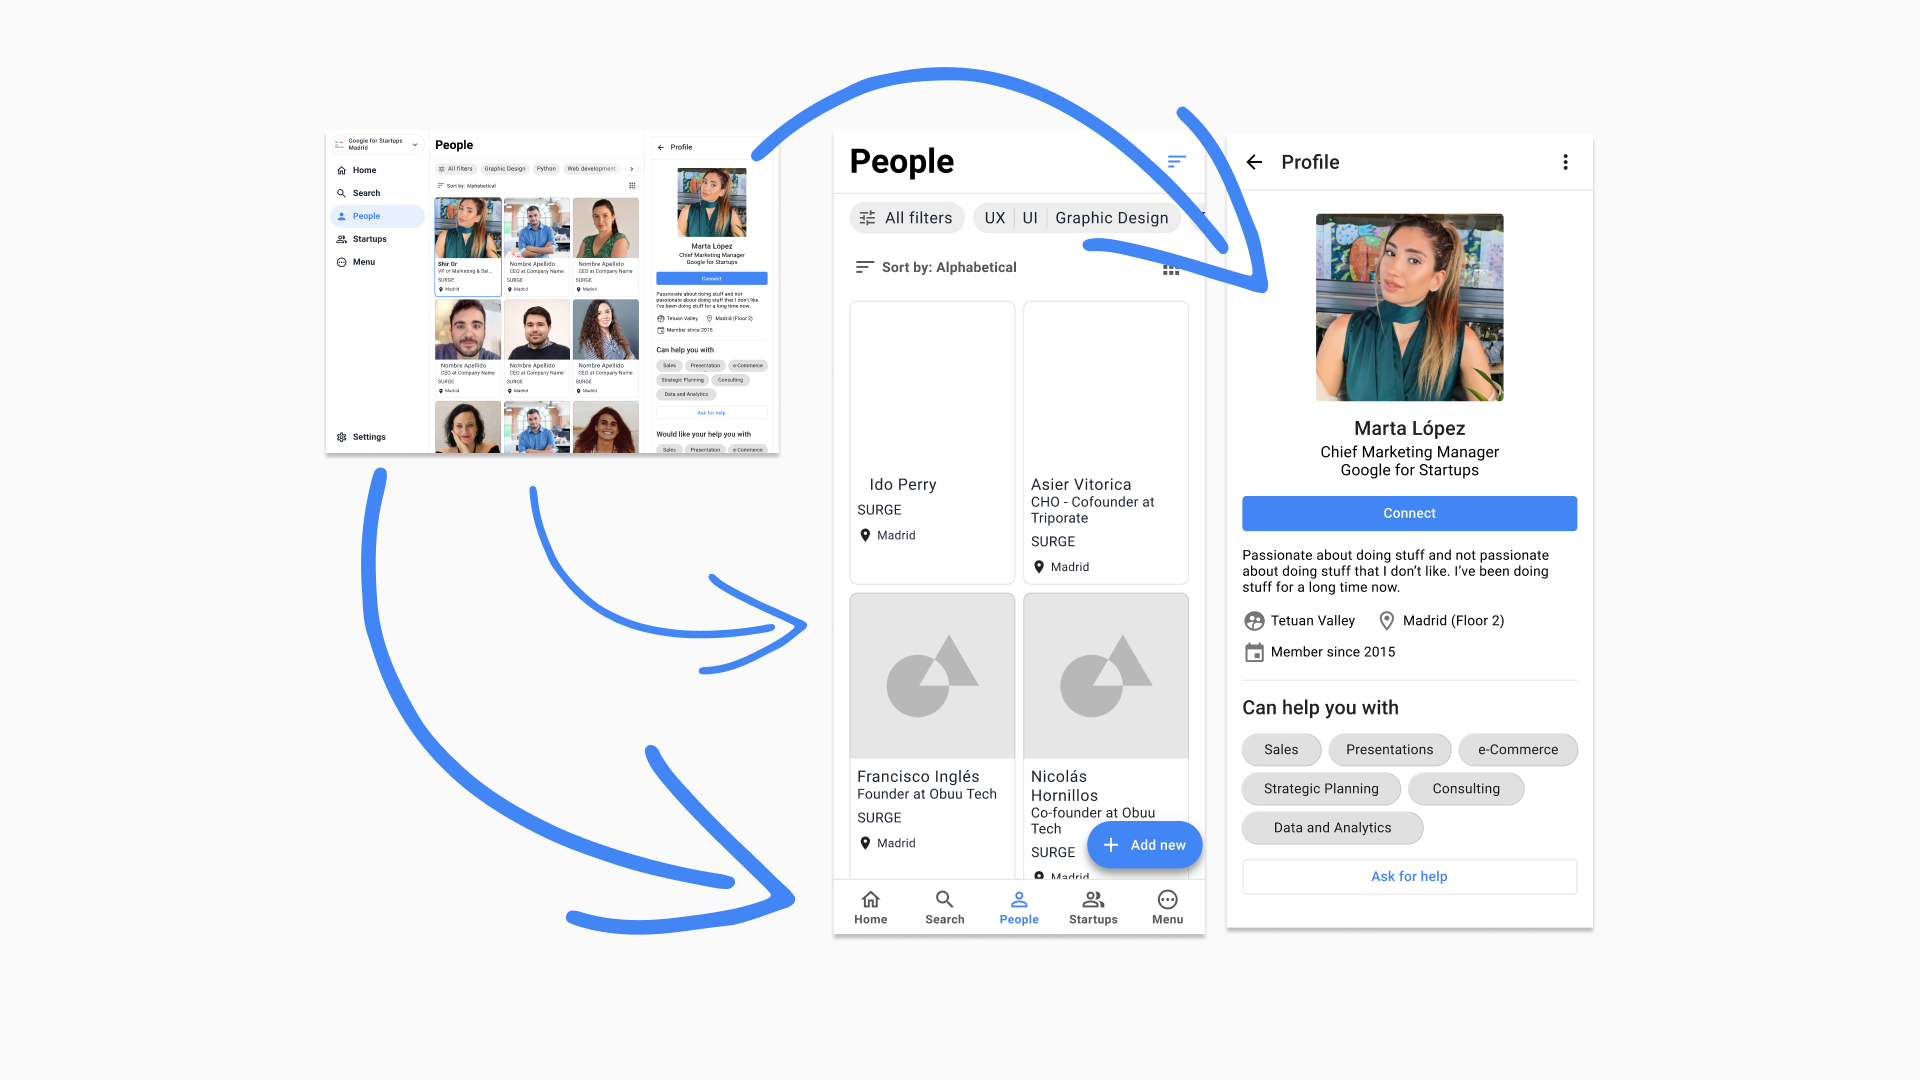 Google for Startups
Madrid
Home
Search
People
Startups
Menu
Settings
People
All filters
Graphic Design
Python
Web development
Sort by: Alphabetical
Shir Or
VP of Marketing & Sal...
SURGE
Madrid
Nombre Apellido
CEO at Company Name
SURGE
Madrid
Nombre Apellido
CEO at Company Name
SURGE
Madrid
Nombre Apellido
CEO at Company Name
SURGE
Madrid
Nombre Apellido
CEO at Company Name
SURGE
Madrid
Nombre Apellido
CEO at Company Name
SURGE
Madrid
Profile
Marta López
Chief Marketing Manager
Google for Startups
Connect
Passionate about doing stuff and not
passionate about doing stuff that I don't like.
I've been doing stuff for a long time now.
Tetuan Valley
Madrid (Floor 2)
Member since 2015
Can help you with
Sales
Presentation
e-Commerce
Strategic Planning
Consulting
Data and Analytics
Ask for help
Would like your help you with
Sales
Presentation
e-Commerce
People
All filters
UX
UI
Graphic Design
Sort by: Alphabetical
Ido Perry
SURGE
Madrid
Asier Vitorica
CHO - Cofounder at
Triporate
SURGE
Madrid
Francisco Inglés
Founder at Obuu Tech
SURGE
Madrid
Nicolás
Hornillos
Co-founder at Obuu
Tech
SURGE
Madrid
Add new
Home
Search
People
Startups
Menu
Profile
Marta López
Chief Marketing Manager
Google for Startups
Connect
Passionate about doing stuff and not passionate
about doing stuff that I don’t like. I’ve been doing
stuff for a long time now.
Tetuan Valley
Madrid (Floor 2)
Member since 2015
Can help you with
Sales
Presentations
e-Commerce
Strategic Planning
Consulting
Data and Analytics
Ask for help